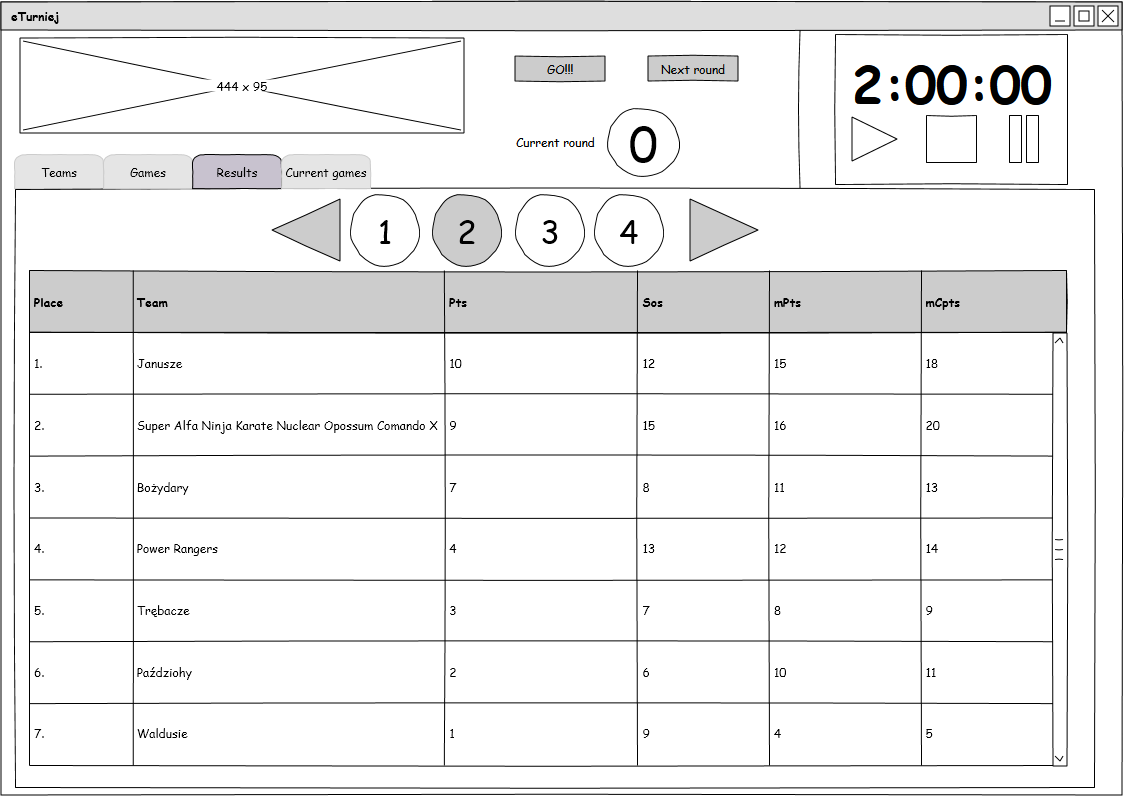 eTurniej
444 x 95
GO!!!
Next round
2:00:00
Current round
0
Teams Games Results Current games
1 2 3 4
Place Team Pts Sos mPts mCpts
1. Janusze 10 12 15 18
2. Super Alfa Ninja Karate Nuclear Opossum Comando X 9 15 16 20
3. Bożydary 7 8 11 13
4. Power Rangers 4 13 12 14
5. Trębacze 3 7 8 9
6. Paździohy 2 6 10 11
7. Waldusie 1 9 4 5